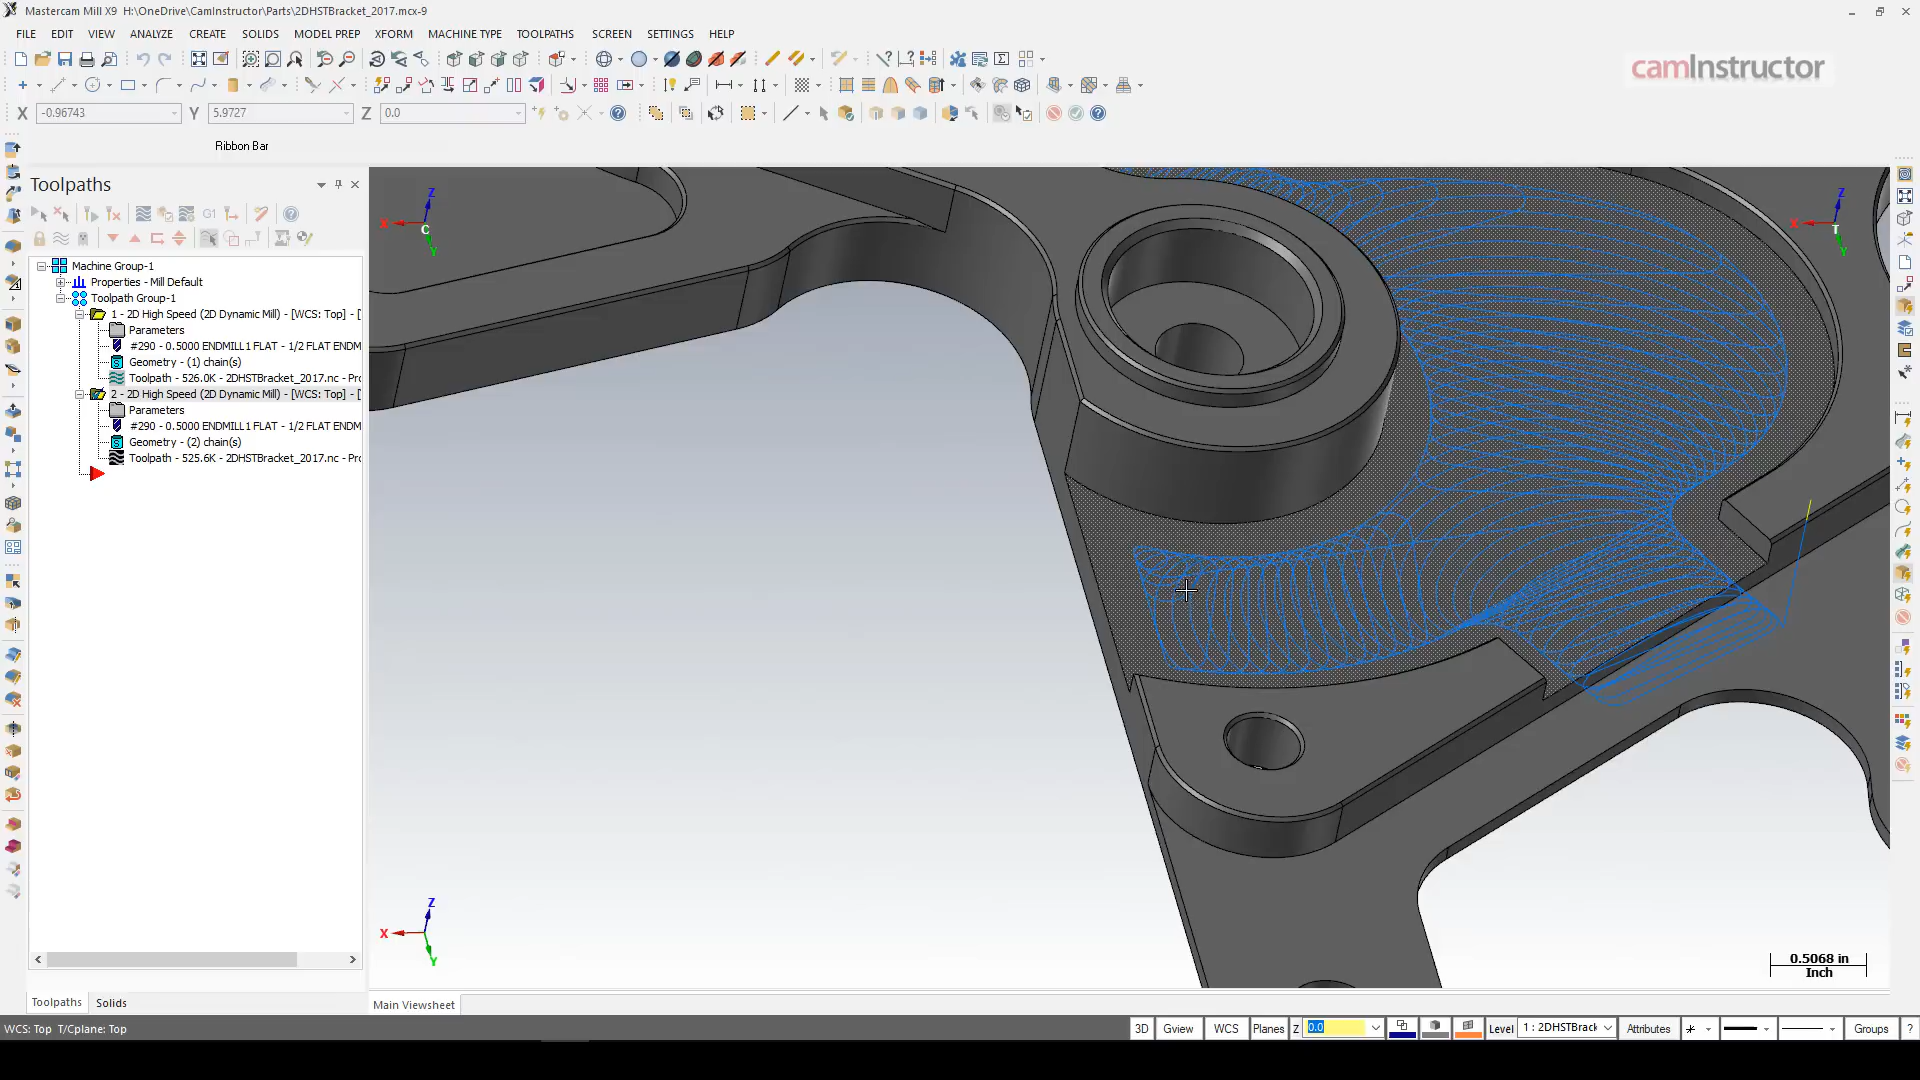 Mastercam Mill X9 H:\OneDrive\CamInstructor\Parts\2DHSTBracket_2017.mcx-9
FILE EDIT VIEW ANALYZE CREATE SOLIDS MODEL PREP XFORM MACHINE TYPE TOOLPATHS SCREEN SETTINGS HELP
camInstructor
X -0.96743 Y 5.9727 Z 0.0
Ribbon Bar
Toolpaths
G1
Machine Group-1
Properties - Mill Default
Toolpath Group-1
1 - 2D High Speed (2D Dynamic Mill) - [WCS: Top] - [
Parameters
#290 - 0.5000 ENDMILL1 FLAT - 1/2 FLAT ENDM
Geometry - (1) chain(s)
Toolpath - 526.0K - 2DHSTBracket_2017.nc - Pro
2 - 2D High Speed (2D Dynamic Mill) - [WCS: Top] - [
Parameters
#290 - 0.5000 ENDMILL1 FLAT - 1/2 FLAT ENDM
Geometry - (2) chain(s)
Toolpath - 525.6K - 2DHSTBracket_2017.nc - Pro
Z
X
C
Y
Z
X
T
Y
Z
X
Y
0.5068 in
Inch
Toolpaths Solids
Main Viewsheet
WCS: Top T/Cplane: Top
3D Gview WCS Planes Z 0.0 Level 1 : 2DHSTBrack Attributes Groups ?